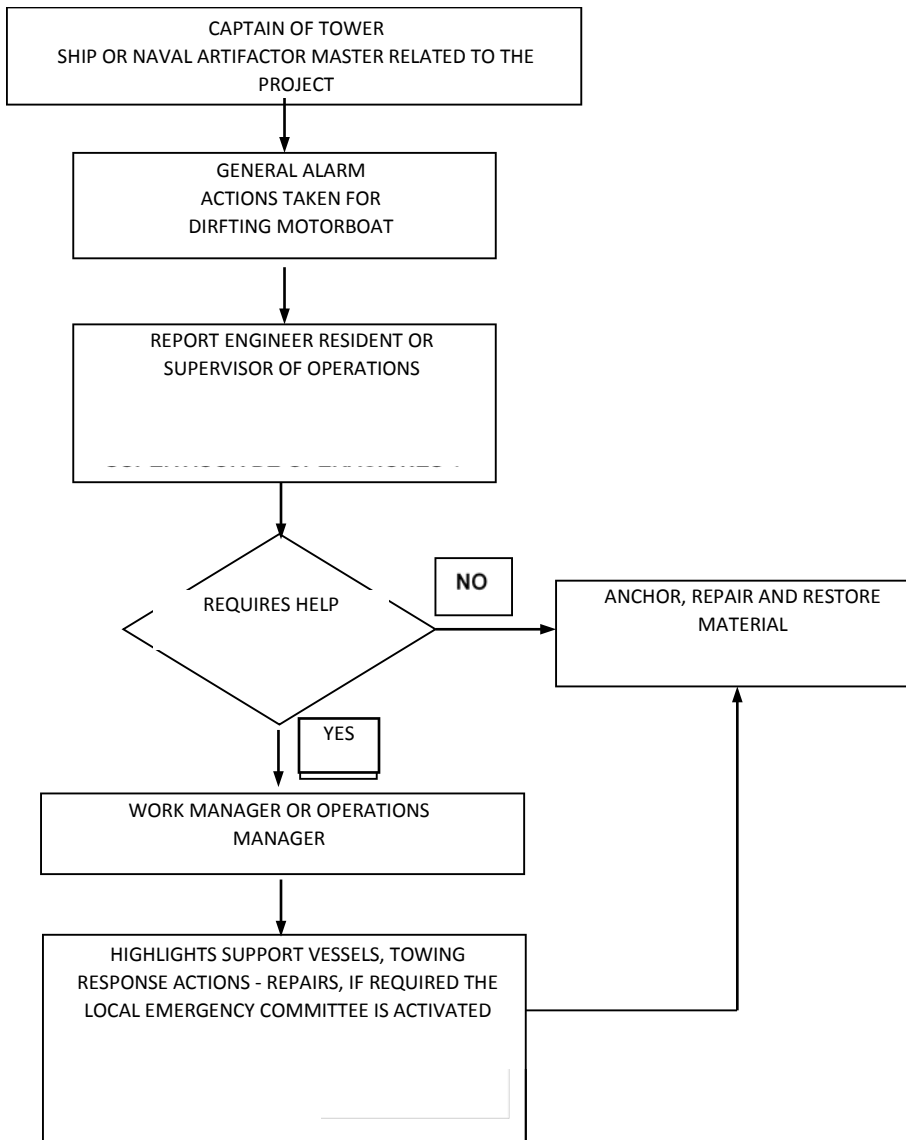 CAPTAIN OF TOWER
SHIP OR NAVAL ARTIFACTOR MASTER RELATED TO THE
PROJECT
GENERAL ALARM
ACTIONS TAKEN FOR
DIRFTING MOTORBOAT
REPORT ENGINEER RESIDENT OR
SUPERVISOR OF OPERATIONS
REQUIRES HELP
NO
ANCHOR, REPAIR AND RESTORE
MATERIAL
YES
WORK MANAGER OR OPERATIONS
MANAGER
HIGHLIGHTS SUPPORT VESSELS, TOWING
RESPONSE ACTIONS - REPAIRS, IF REQUIRED THE
LOCAL EMERGENCY COMMITTEE IS ACTIVATED